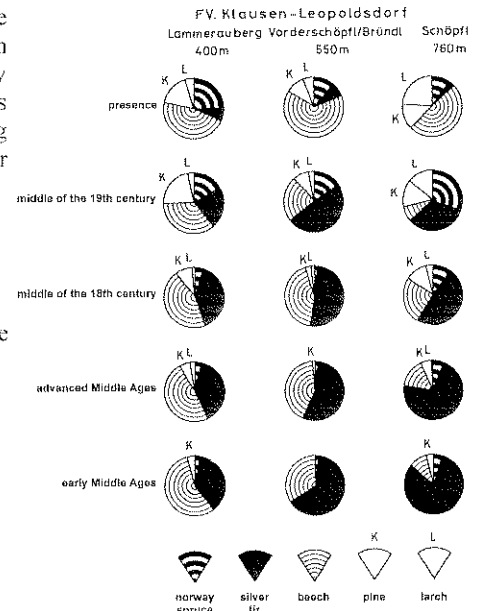 FV. Klausen-Leopoldsdorf
Lammerauberg Vorderschöpfl/Bründl Schöpfl
400m 550m 760m
K L K L L K
presence
K L K L L K
middle of the 19th century
K L K L K L
middle of the 18th century
K L K K L
advanced Middle Ages
K K
early Middle Ages
K L
norway spruce silver fir beech pine larch